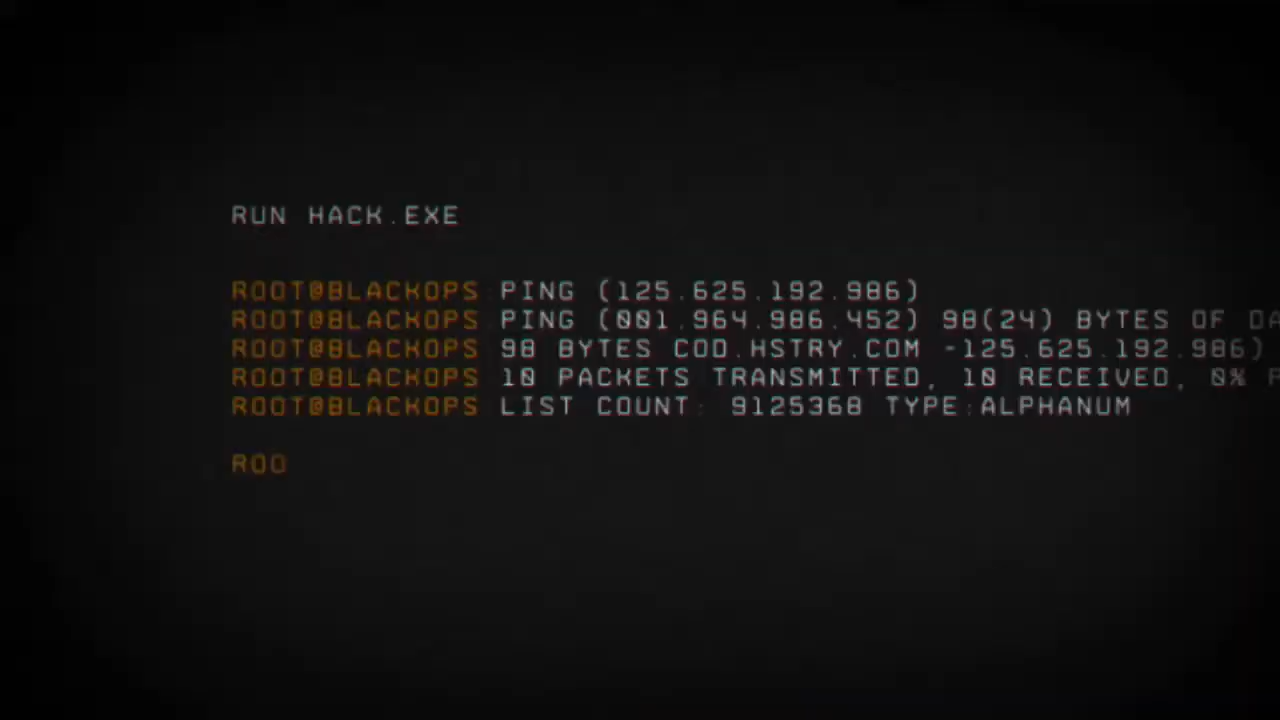 RUN HACK.EXE
ROOT@BLACKOPS PING (125.625.192.986)
ROOT@BLACKOPS PING (001.964.986.452) 98(24) BYTES OF DA
ROOT@BLACKOPS 98 BYTES COD.HSTRY.COM -125.625.192.986)
ROOT@BLACKOPS 10 PACKETS TRANSMITTED, 10 RECEIVED, 0%
ROOT@BLACKOPS LIST COUNT: 9125368 TYPE:ALPHANUM
ROO